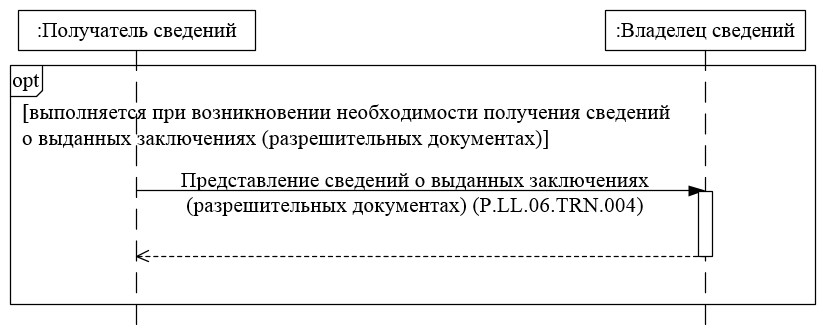 :Получатель сведений
:Владелец сведений
opt
[выполняется при возникновении необходимости получения сведений
о выданных заключениях (разрешительных документах)]
Представление сведений о выданных заключениях
(разрешительных документах) (P.LL.06.TRN.004)